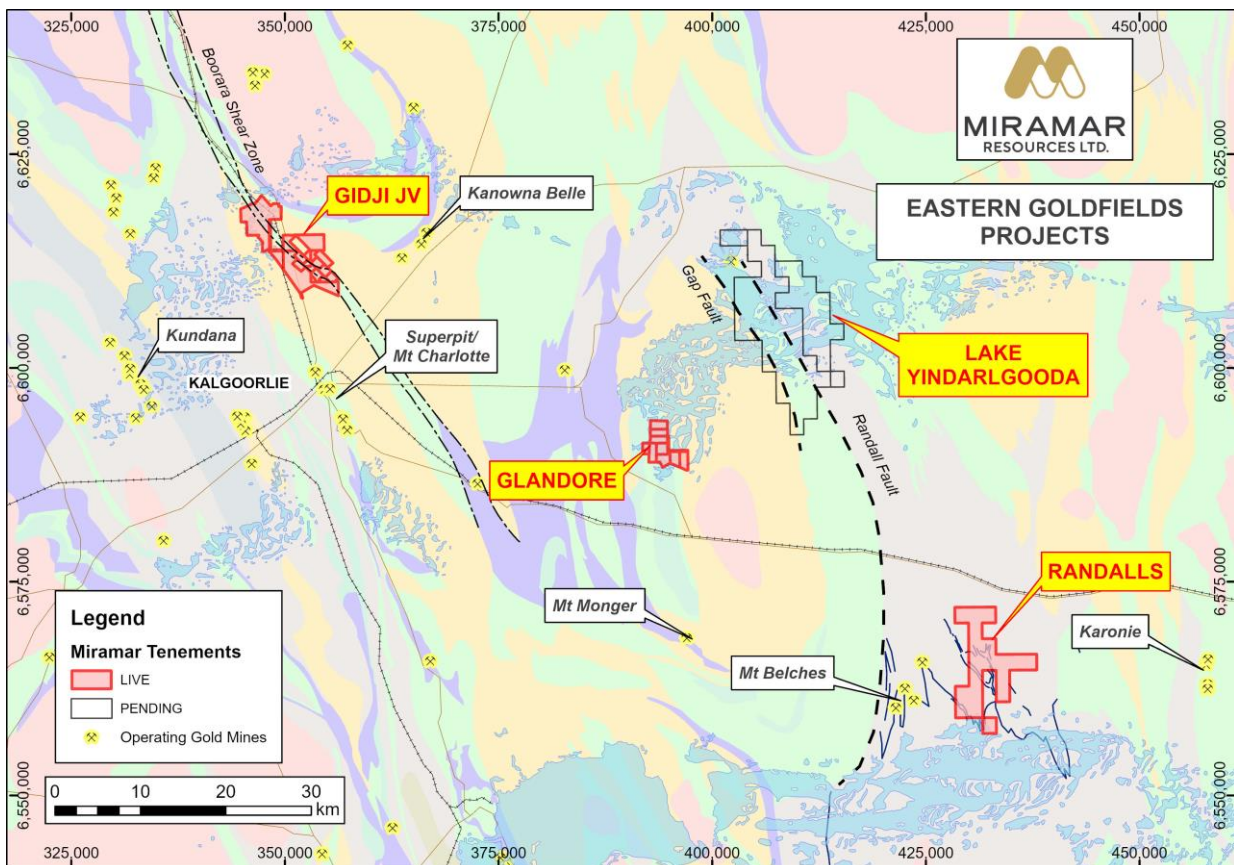 325,000
350,000
375,000
400,000
425,000
450,000
MIRAMAR
RESOURCES LTD.
EASTERN GOLDFIELDS
PROJECTS
6,625,000
6,625,000
Boorara Shear Zone
GIDJI JV
Kanowna Belle
Gap Fault
Kundana
Superpit/
Mt Charlotte
KALGOORLIE
LAKE
YINDARLGOODA
6,600,000
6,600,000
Randall Fault
GLANDORE
RANDALLS
6,575,000
6,575,000
Mt Monger
Karonie
Mt Belches
Legend
Miramar Tenements
LIVE
PENDING
Operating Gold Mines
0
10
20
30
km
6,550,000
6,550,000
325,000
350,000
375,000
400,000
425,000
450,000